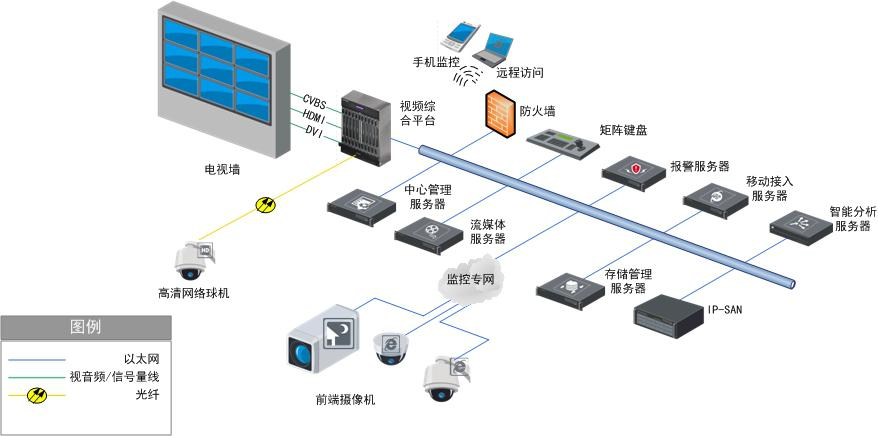 手机监控
远程访问
CVBS
HDMI
DVI
视频综
合平台
防火墙
矩阵键盘
电视墙
报警服务器
中心管理
服务器
移动接入
服务器
流媒体
服务器
智能分析
服务器
HD
高清网络球机
监控专网
存储管理
服务器
IP-SAN
图例
以太网
视音频/信号量线
光纤
前端摄像机